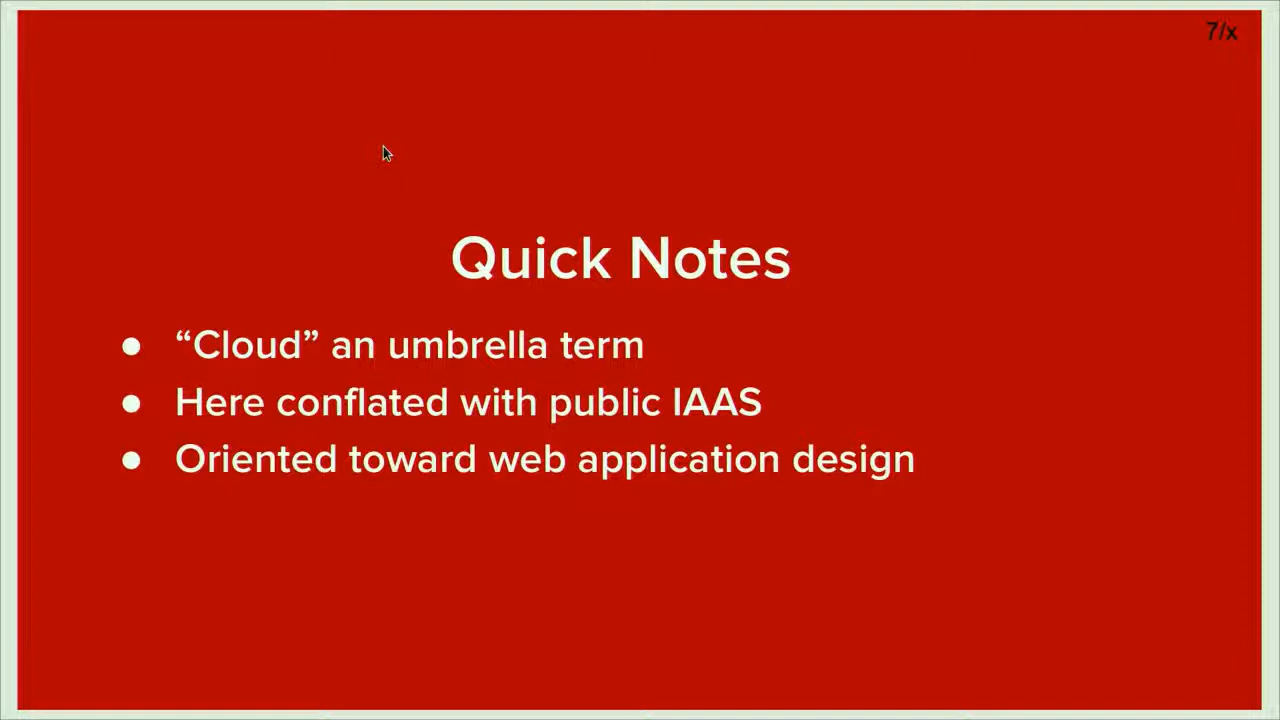 7/x
Quick Notes
● “Cloud” an umbrella term
● Here conflated with public IAAS
● Oriented toward web application design